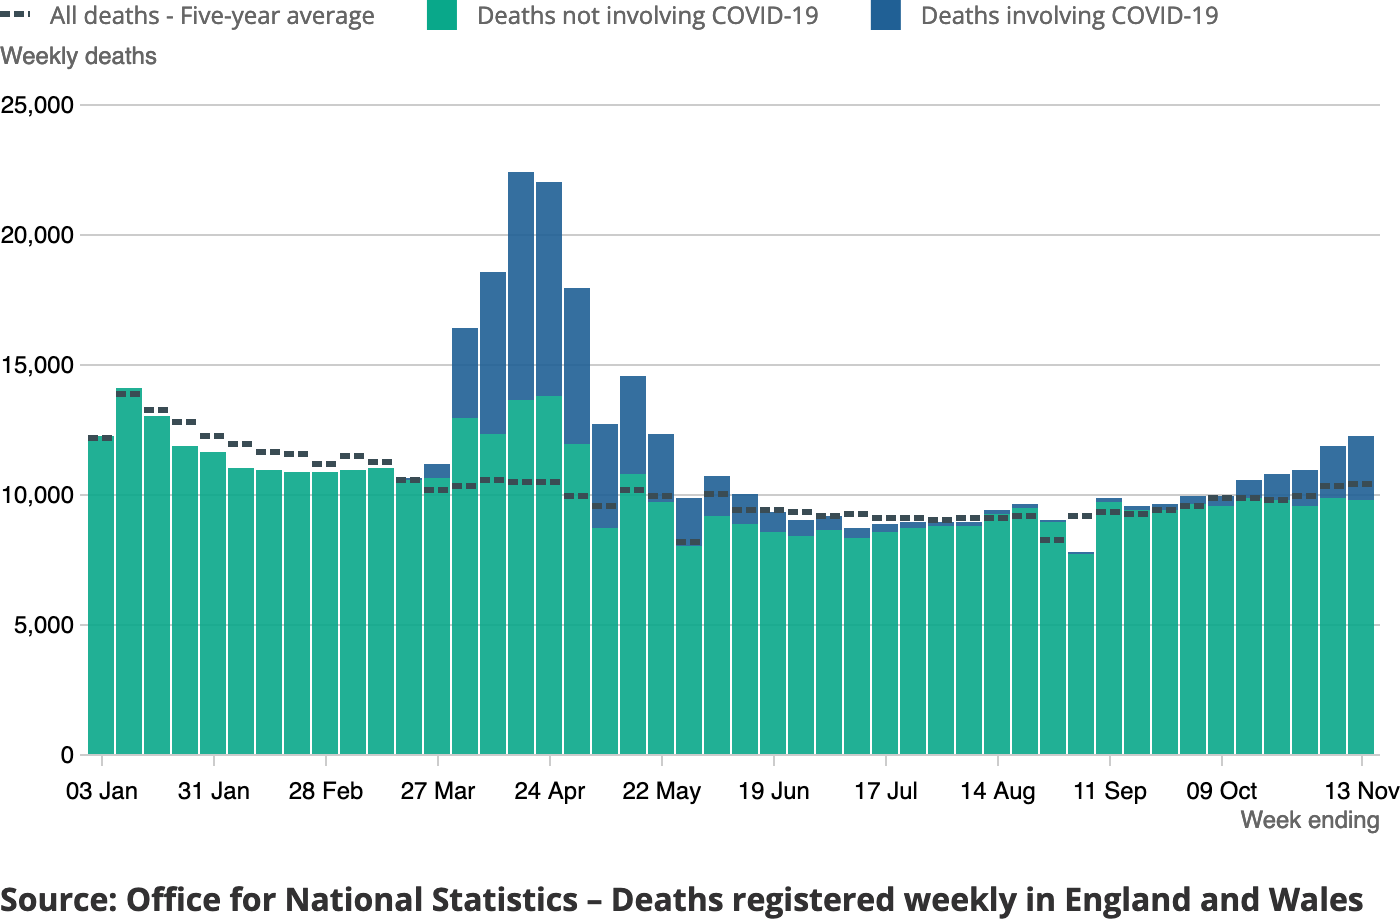 All deaths - Five-year average Deaths not involving COVID-19 Deaths involving COVID-19
Weekly deaths
25,000
20,000
15,000
10,000
5,000
0
03 Jan 31 Jan 28 Feb 27 Mar 24 Apr 22 May 19 Jun 17 Jul 14 Aug 11 Sep 09 Oct 13 Nov
Week ending
Source: Office for National Statistics – Deaths registered weekly in England and Wales